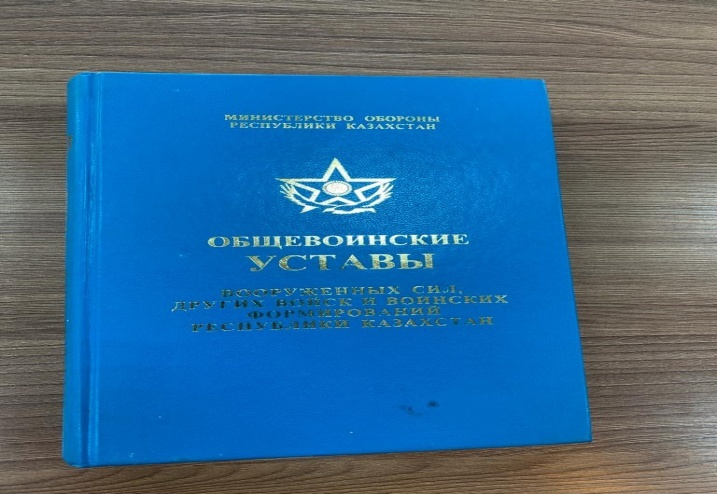 МИНИСТЕРСТВО ОБОРОНЫ
РЕСПУБЛИКИ КАЗАХСТАН
ОБЩЕВОИНСКИЕ
УСТАВЫ
ВООРУЖЕННЫХ СИЛ,
ДРУГИХ ВОЙСК И ВОИНСКИХ
ФОРМИРОВАНИЙ
РЕСПУБЛИКИ КАЗАХСТАН